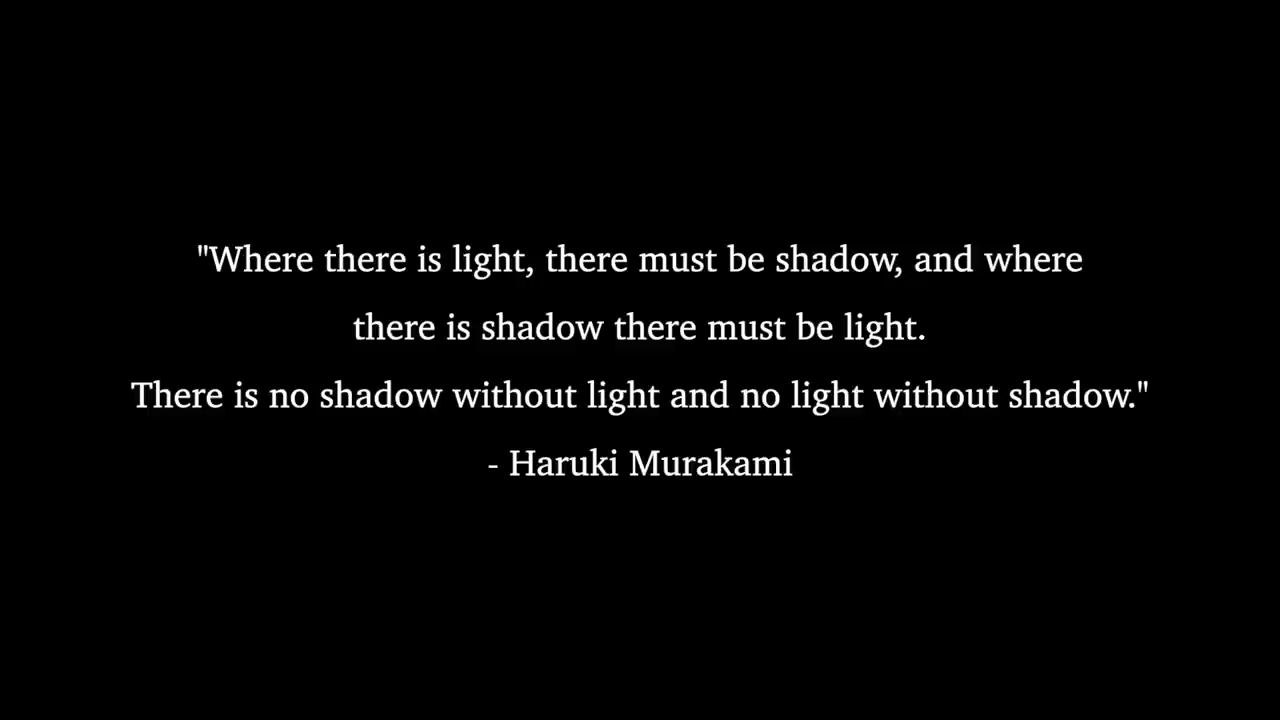 "Where there is light, there must be shadow, and where
there is shadow there must be light.
There is no shadow without light and no light without shadow."
- Haruki Murakami